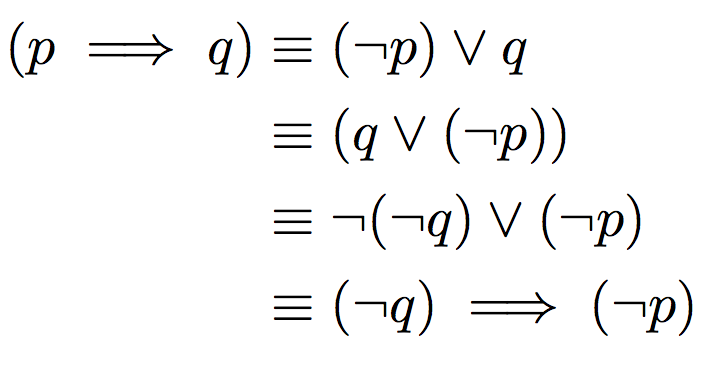 (p ⟹ q) ≡ (¬p) ∨ q
≡ (q ∨ (¬p))
≡ ¬(¬q) ∨ (¬p)
≡ (¬q) ⟹ (¬p)